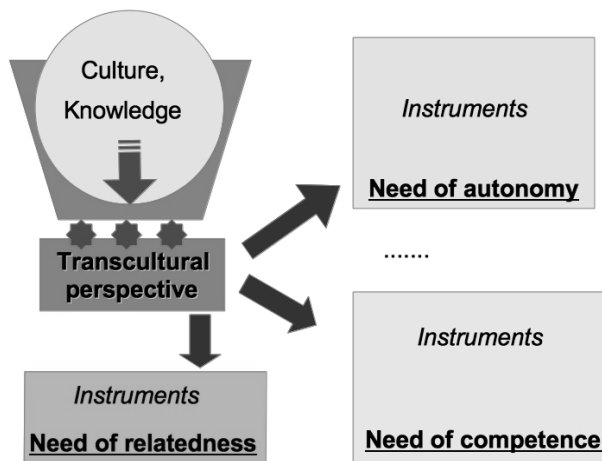 Culture,
Knowledge
Transcultural
perspective
Instruments
Need of autonomy
.......
Instruments
Need of competence
Instruments
Need of relatedness